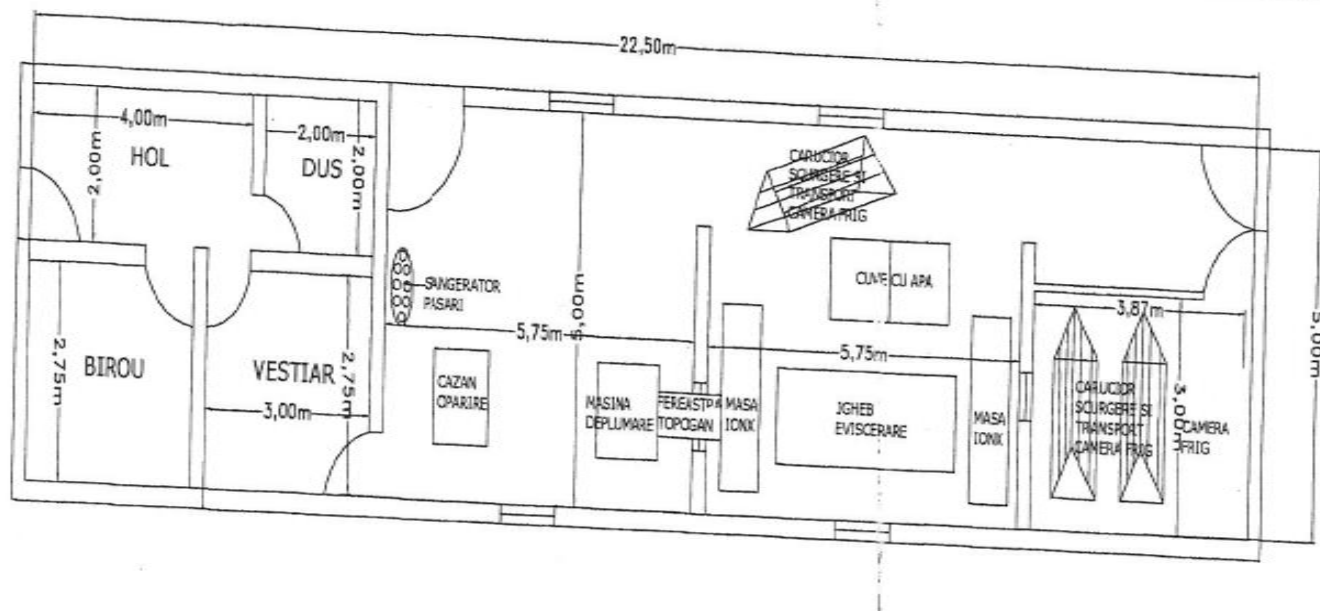 22,50m
4,00m
HOL
2,00m
2,00m
DUS
2,00m
CARUCIOR
SCURGERE SI
TRANSPORT
CAMERA FRIG
SANGERATOR
PASARI
5,00m
CUVE CU APA
3,87m
5,00m
5,75m
5,75m
BIROU
2,75m
VESTIAR
2,75m
3,00m
CAZAN
OPARIRE
MASINA
DEPLUMARE
FEREASTRA
TOPOGAN
MASA
IONX
JGHEB
EVISCERARE
MASA
IONX
CARUCIOR
SCURGERE SI
TRANSPORT
CAMERA FRIG
3,00m
CAMERA
FRIG